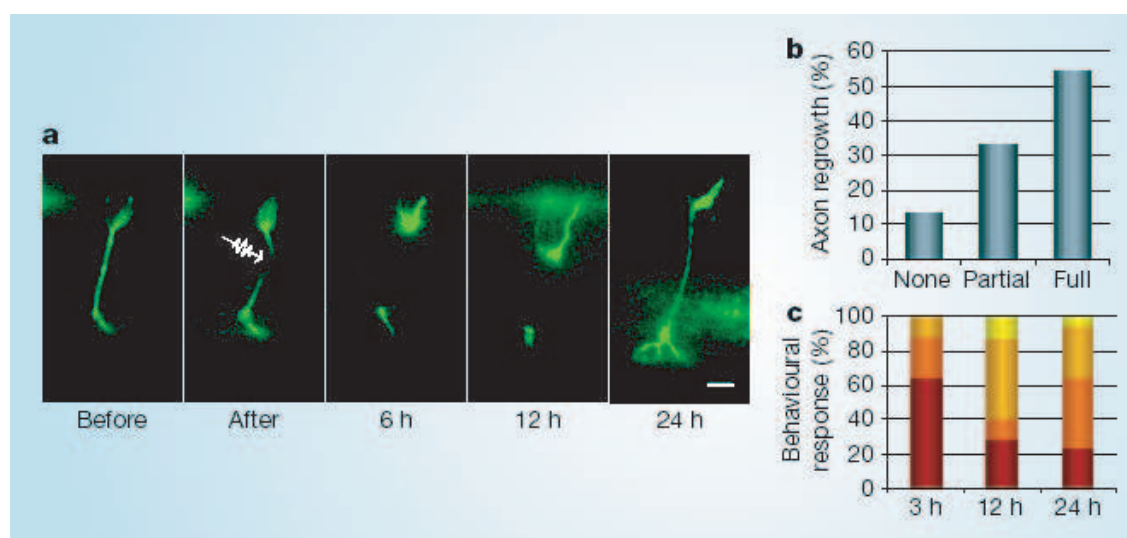 a
Before After 6 h 12 h 24 h
b
Axon regrowth (%)
60
50
40
30
20
10
0
None Partial Full
c
Behavioural
response (%)
100
80
60
40
20
0
3 h 12 h 24 h